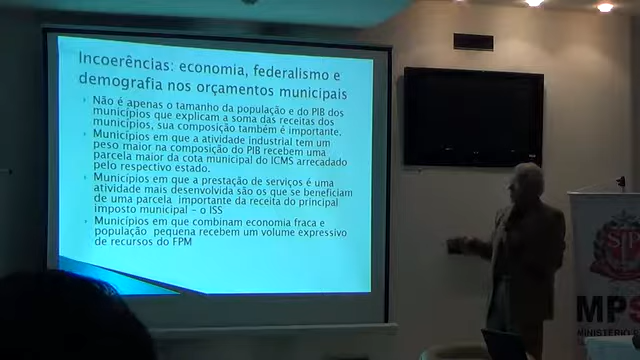 Incoerências: economia, federalismo e
demografia nos orçamentos municipais
Não é apenas o tamanho da população e do PIB dos
municípios que explicam a soma das receitas dos
municípios, sua composição também é importante.
Municípios em que a atividade industrial tem um
peso maior na composição do PIB recebem uma
parcela maior da cota municipal do ICMS arrecadado
pelo respectivo estado.
Municípios em que a prestação de serviços é uma
atividade mais desenvolvida são os que se beneficiam
de uma parcela importante da receita do principal
imposto municipal - o ISS
Municípios em que combinam economia fraca e
população pequena recebem um volume expressivo
de recursos do FPM
MPS
MINISTÉRIO